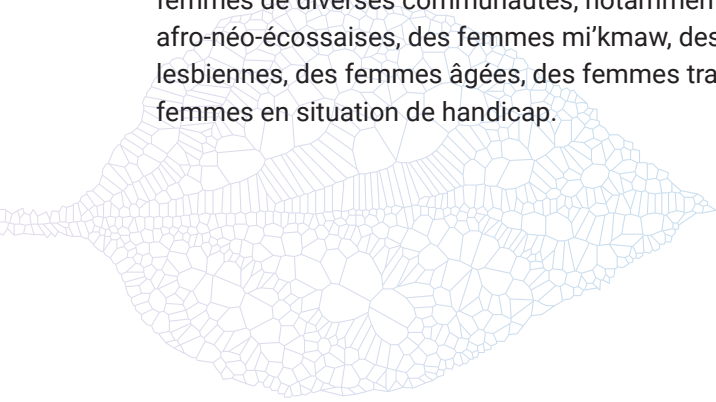 femmes de diverses communautés, notamment
afro-néo-écossaises, des femmes mi’kmaw, des
lesbiennes, des femmes âgées, des femmes
femmes en situation de handicap.